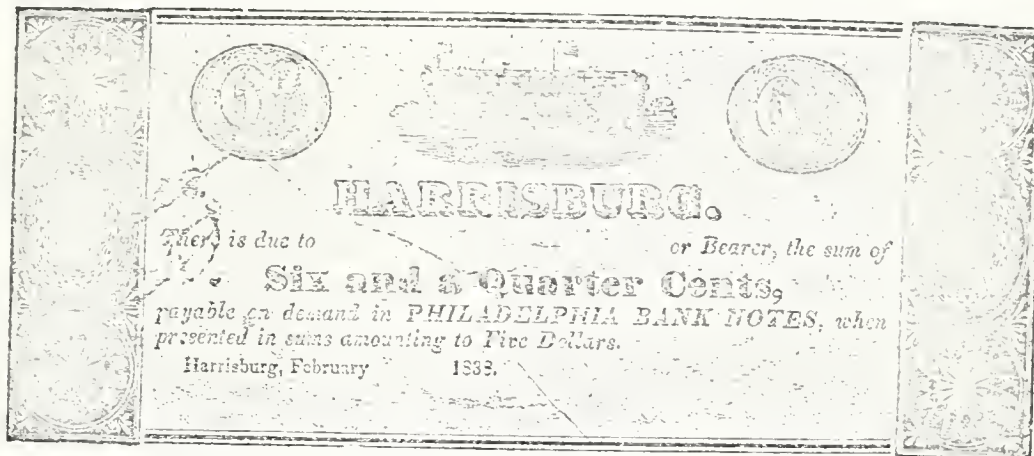 HARRISBURG.
There is due to or Bearer, the sum of
Six and a Quarter Cents,
payable on demand in PHILADELPHIA BANK NOTES, when
presented in sums amounting to Five Dollars.
Harrisburg, February 1838.